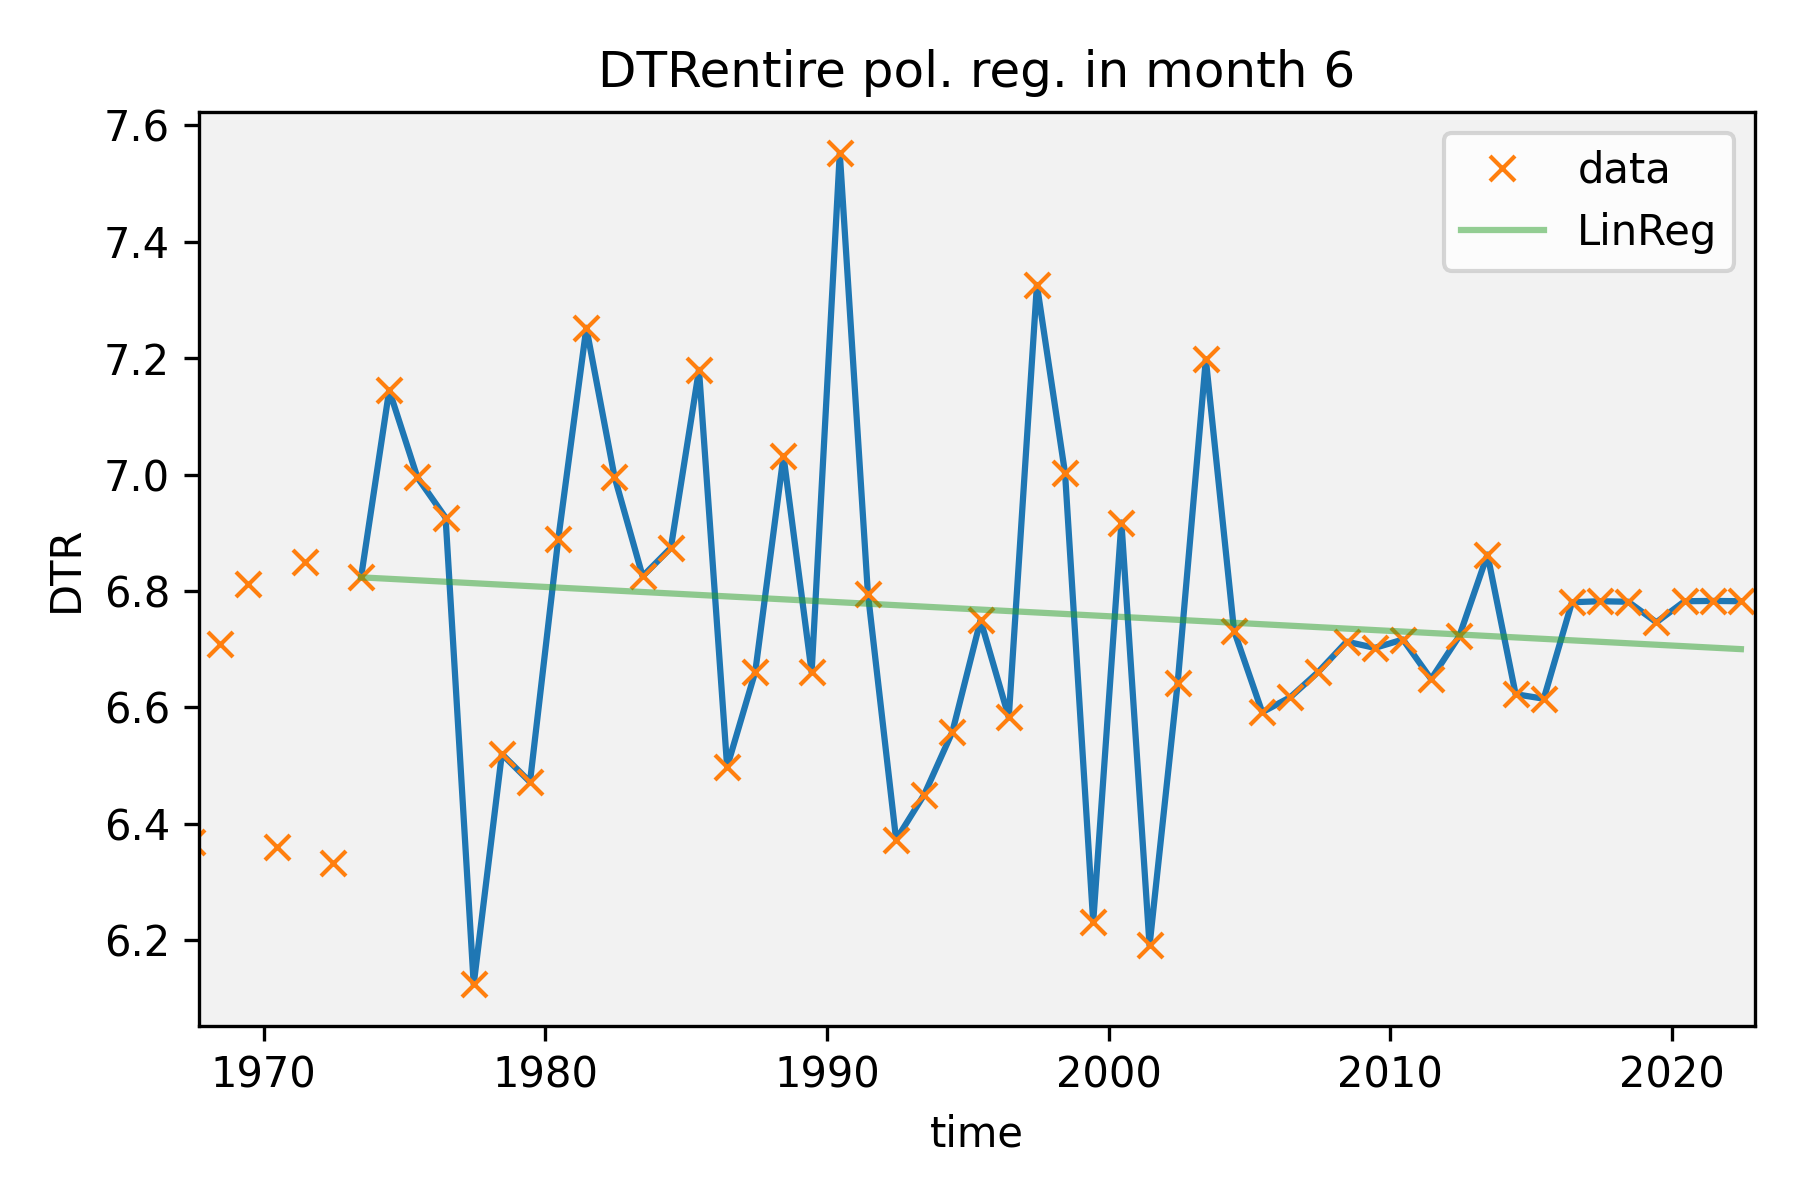 DTRentire pol. reg. in month 6
7.6
7.4
7.2
7.0
6.8
6.6
6.4
6.2
DTR
data
LinReg
1970 1980 1990 2000 2010 2020
time